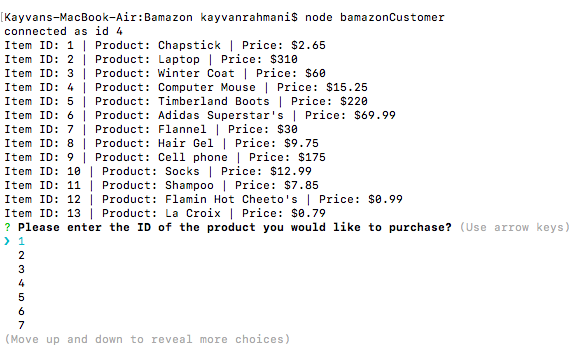 [Kayvans-MacBook-Air:Bamazon kayvanrahmani$ node bamazonCustomer
connected as id 4
Item ID: 1 | Product: Chapstick | Price: $2.65
Item ID: 2 | Product: Laptop | Price: $310
Item ID: 3 | Product: Winter Coat | Price: $60
Item ID: 4 | Product: Computer Mouse | Price: $15.25
Item ID: 5 | Product: Timberland Boots | Price: $220
Item ID: 6 | Product: Adidas Superstar's | Price: $69.99
Item ID: 7 | Product: Flannel | Price: $30
Item ID: 8 | Product: Hair Gel | Price: $9.75
Item ID: 9 | Product: Cell phone | Price: $175
Item ID: 10 | Product: Socks | Price: $12.99
Item ID: 11 | Product: Shampoo | Price: $7.85
Item ID: 12 | Product: Flamin Hot Cheeto's | Price: $0.99
Item ID: 13 | Product: La Croix | Price: $0.79
? Please enter the ID of the product you would like to purchase? (Use arrow keys)
❯ 1
2
3
4
5
6
7
(Move up and down to reveal more choices)